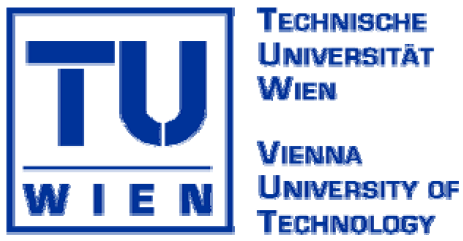 TU
WIEN
TECHNISCHE
UNIVERSITÄT
WIEN
VIENNA
UNIVERSITY OF
TECHNOLOGY